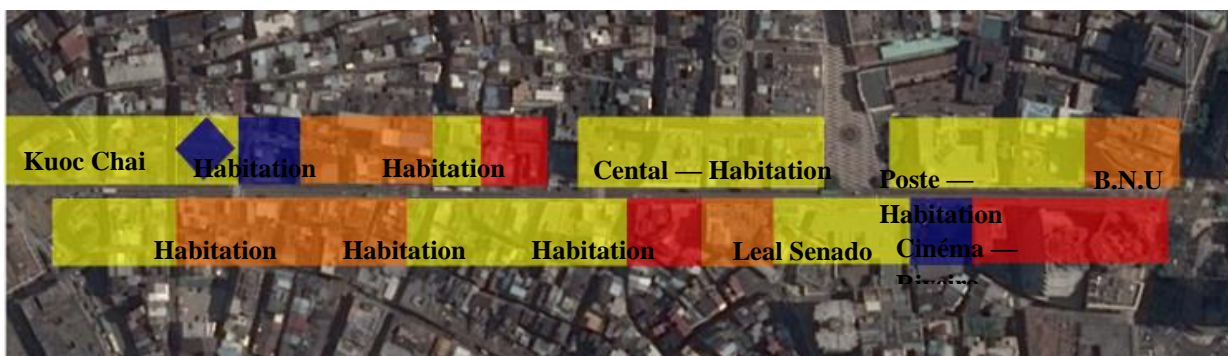 Kuoc Chai
Habitation
Habitation
Cental — Habitation
Poste —
Habitation
B.N.U
Habitation
Habitation
Habitation
Leal Senado
Cinéma —